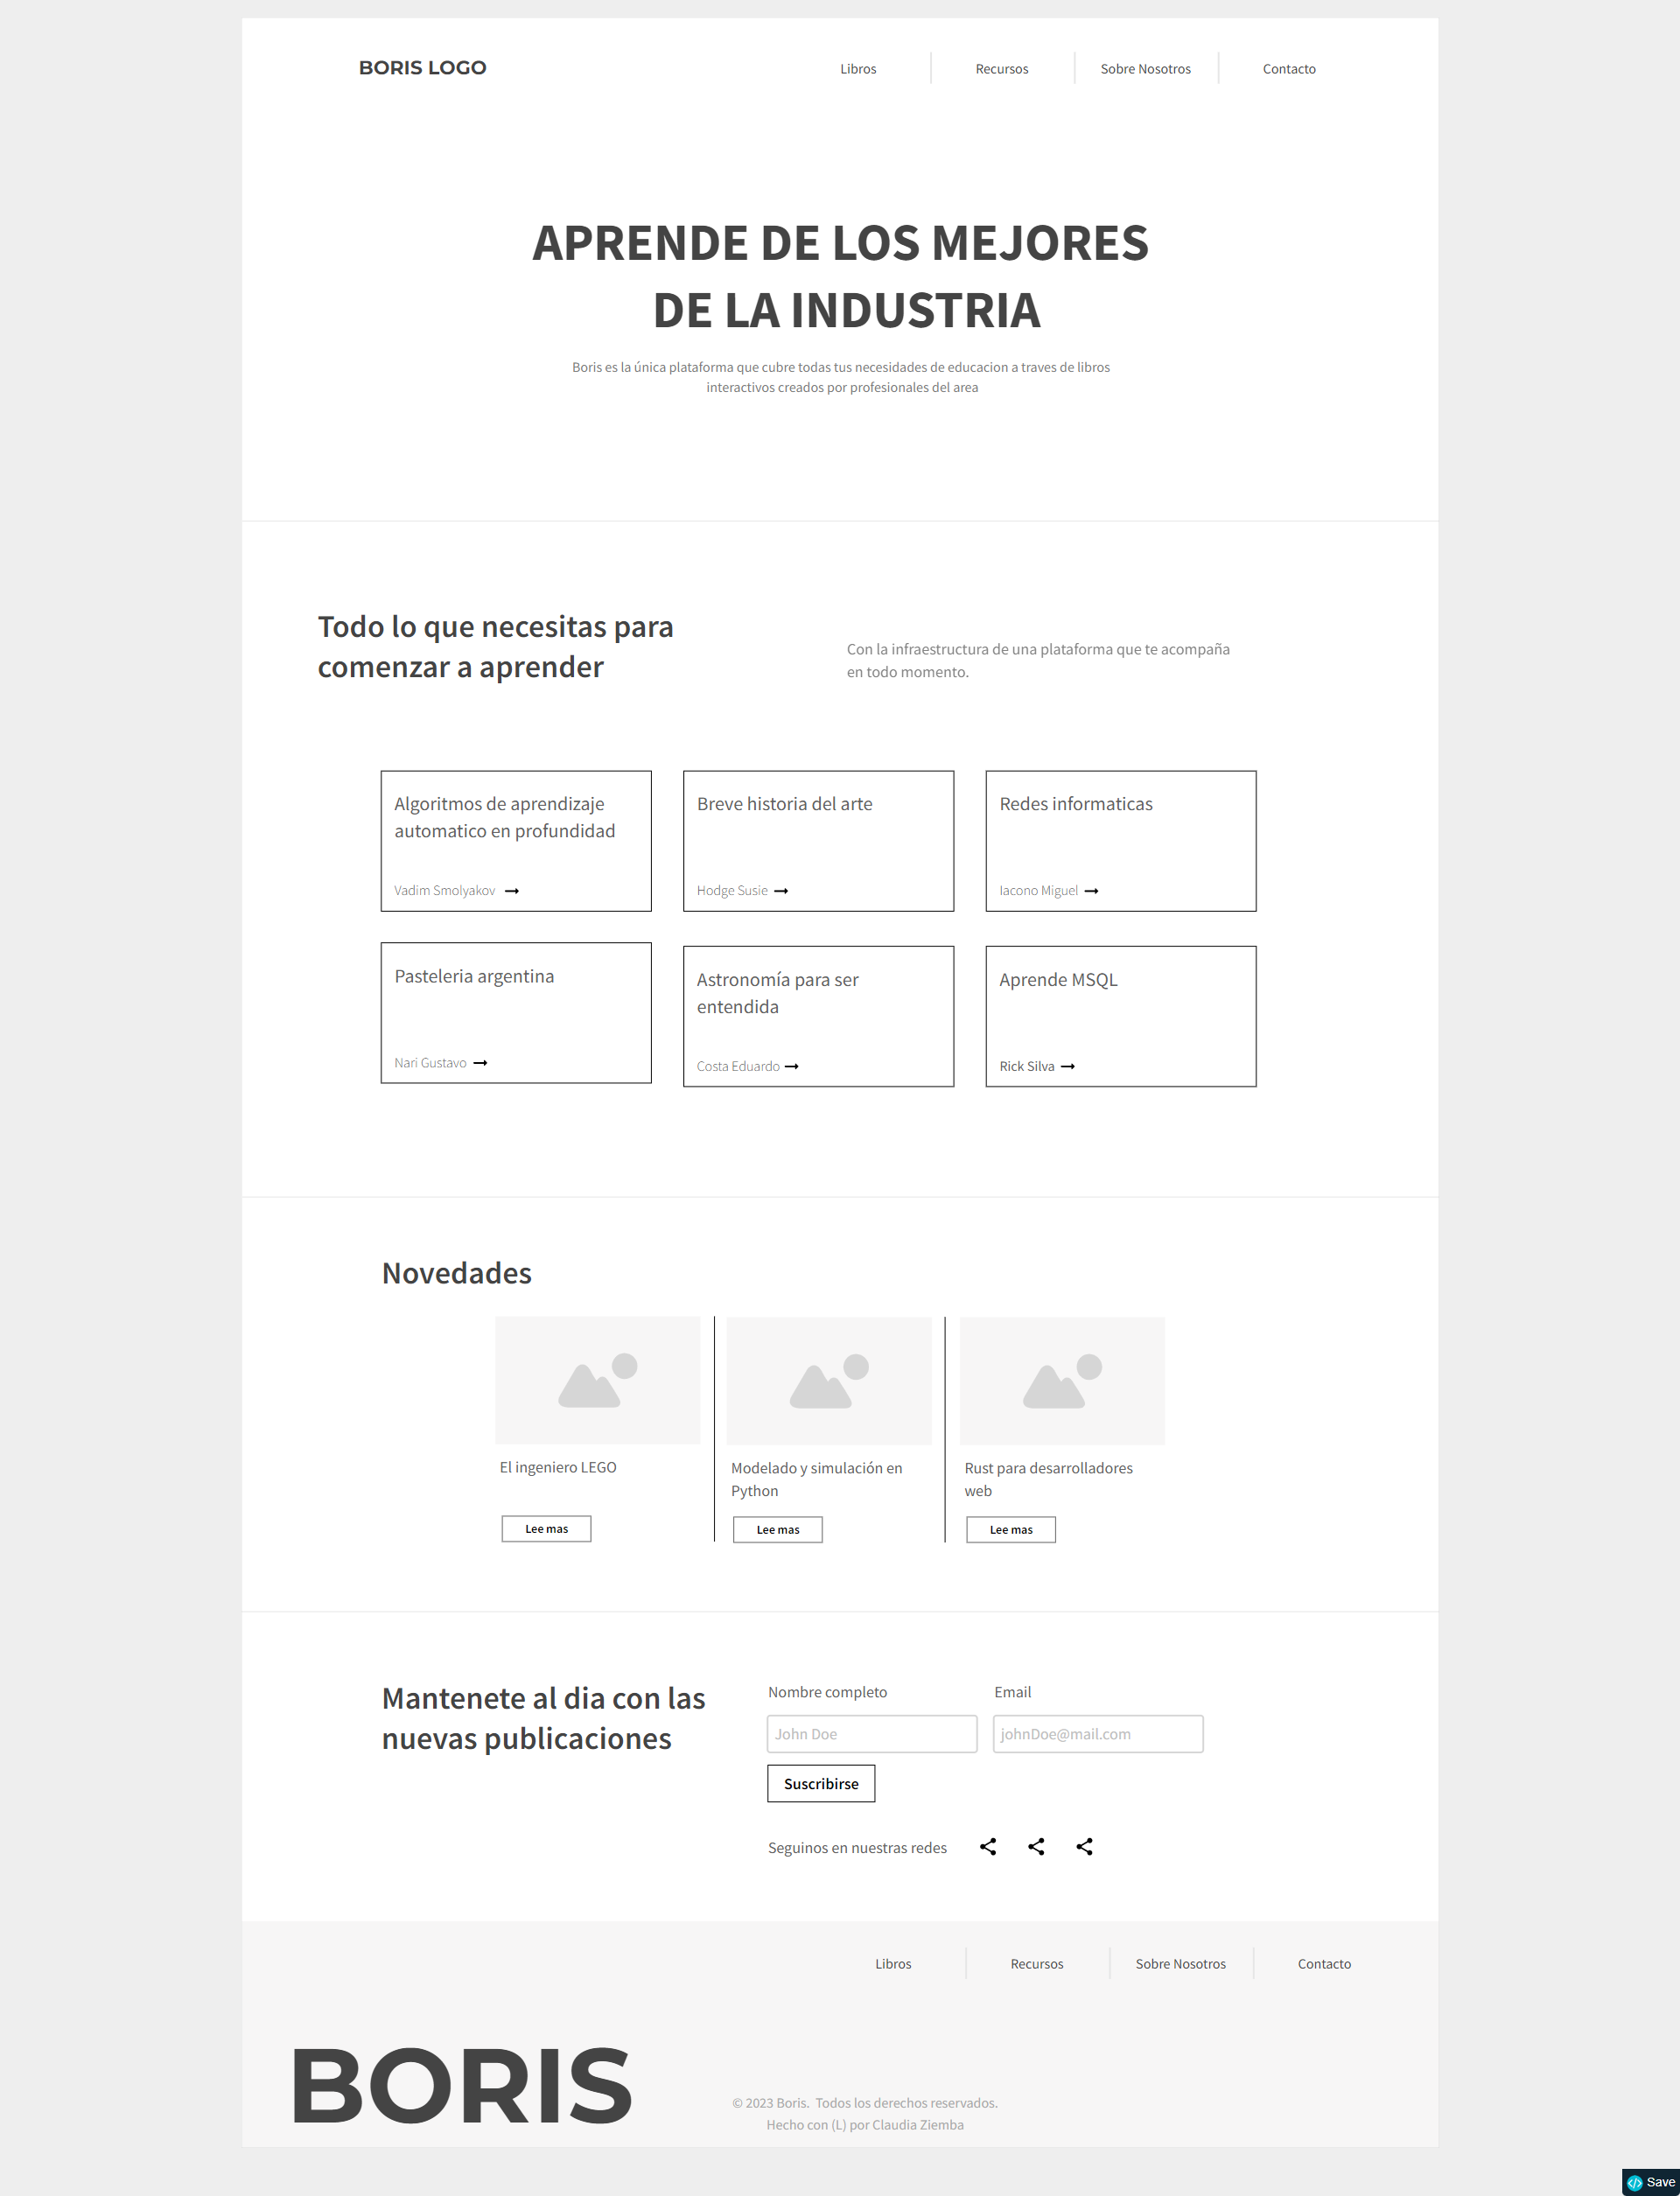 BORIS LOGO
Libros
Recursos
Sobre Nosotros
Contacto
APRENDE DE LOS MEJORES
DE LA INDUSTRIA
Boris es la única plataforma que cubre todas tus necesidades de educacion a traves de libros
interactivos creados por profesionales del area
Todo lo que necesitas para
comenzar a aprender
Con la infraestructura de una plataforma que te acompaña
en todo momento.
Algoritmos de aprendizaje
automatico en profundidad
Vadim Smolyakov
Breve historia del arte
Hodge Susie
Redes informaticas
Iacono Miguel
Pasteleria argentina
Nari Gustavo
Astronomía para ser
entendida
Costa Eduardo
Aprende MSQL
Rick Silva
Novedades
El ingeniero LEGO
Lee mas
Modelado y simulación en
Python
Lee mas
Rust para desarrolladores
web
Lee mas
Mantenete al dia con las
nuevas publicaciones
Nombre completo
John Doe
Email
johnDoe@mail.com
Suscribirse
Seguinos en nuestras redes
Libros
Recursos
Sobre Nosotros
Contacto
BORIS
© 2023 Boris.  Todos los derechos reservados.
Hecho con (L) por Claudia Ziemba
Save